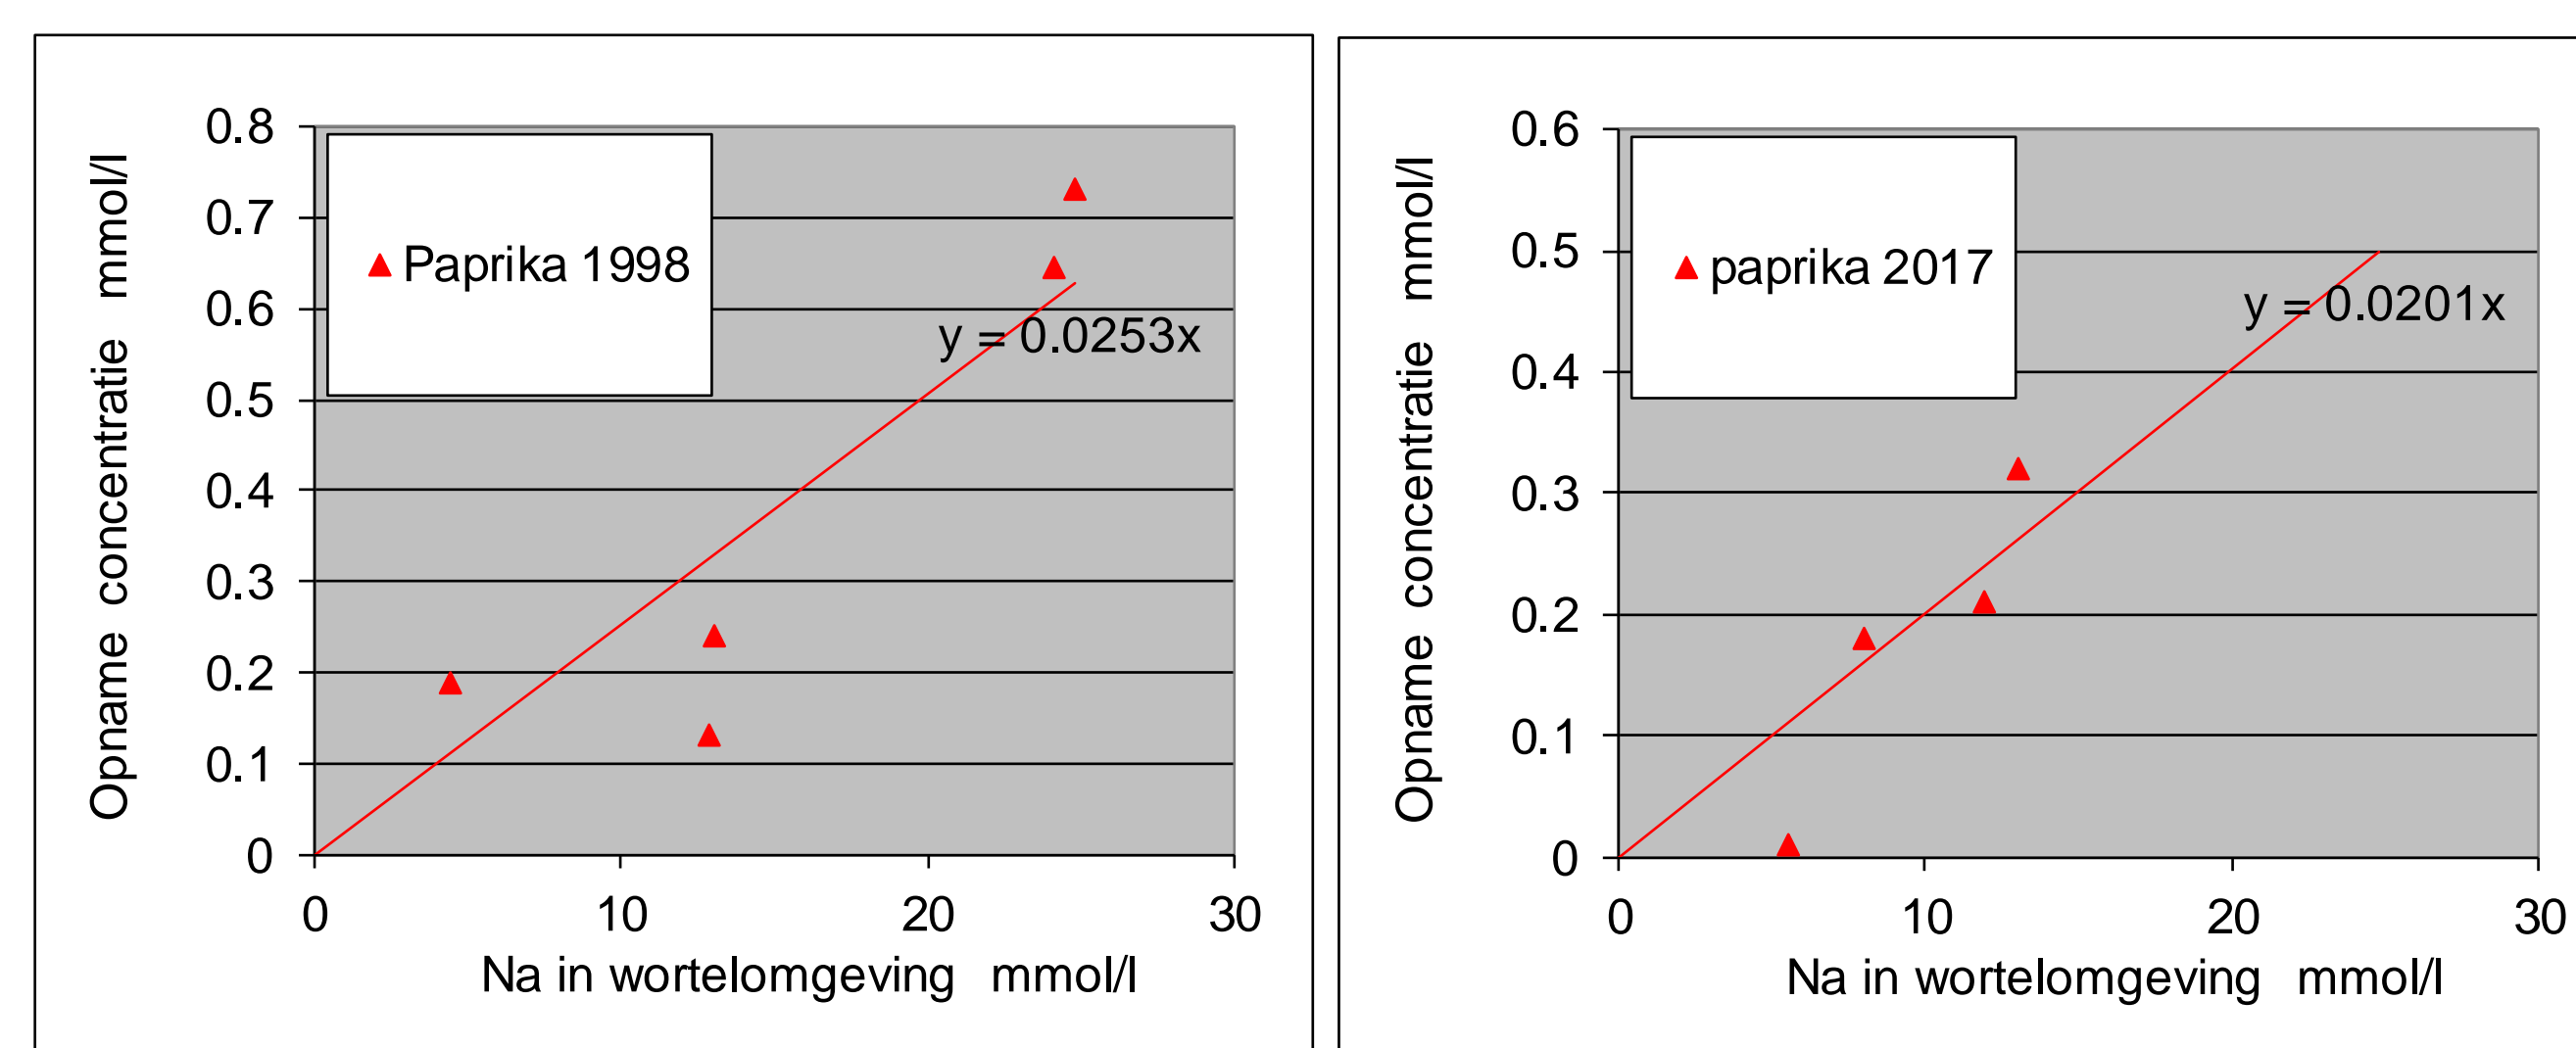 Opname concentratie mmol/l
0.8
0.7
0.6
0.5
0.4
0.3
0.2
0.1
0
Paprika 1998
y = 0.0253x
0 10 20 30
Na in wortelomgeving mmol/l
Opname concentratie mmol/l
0.6
0.5
0.4
0.3
0.2
0.1
0
paprika 2017
y = 0.0201x
0 10 20 30
Na in wortelomgeving mmol/l